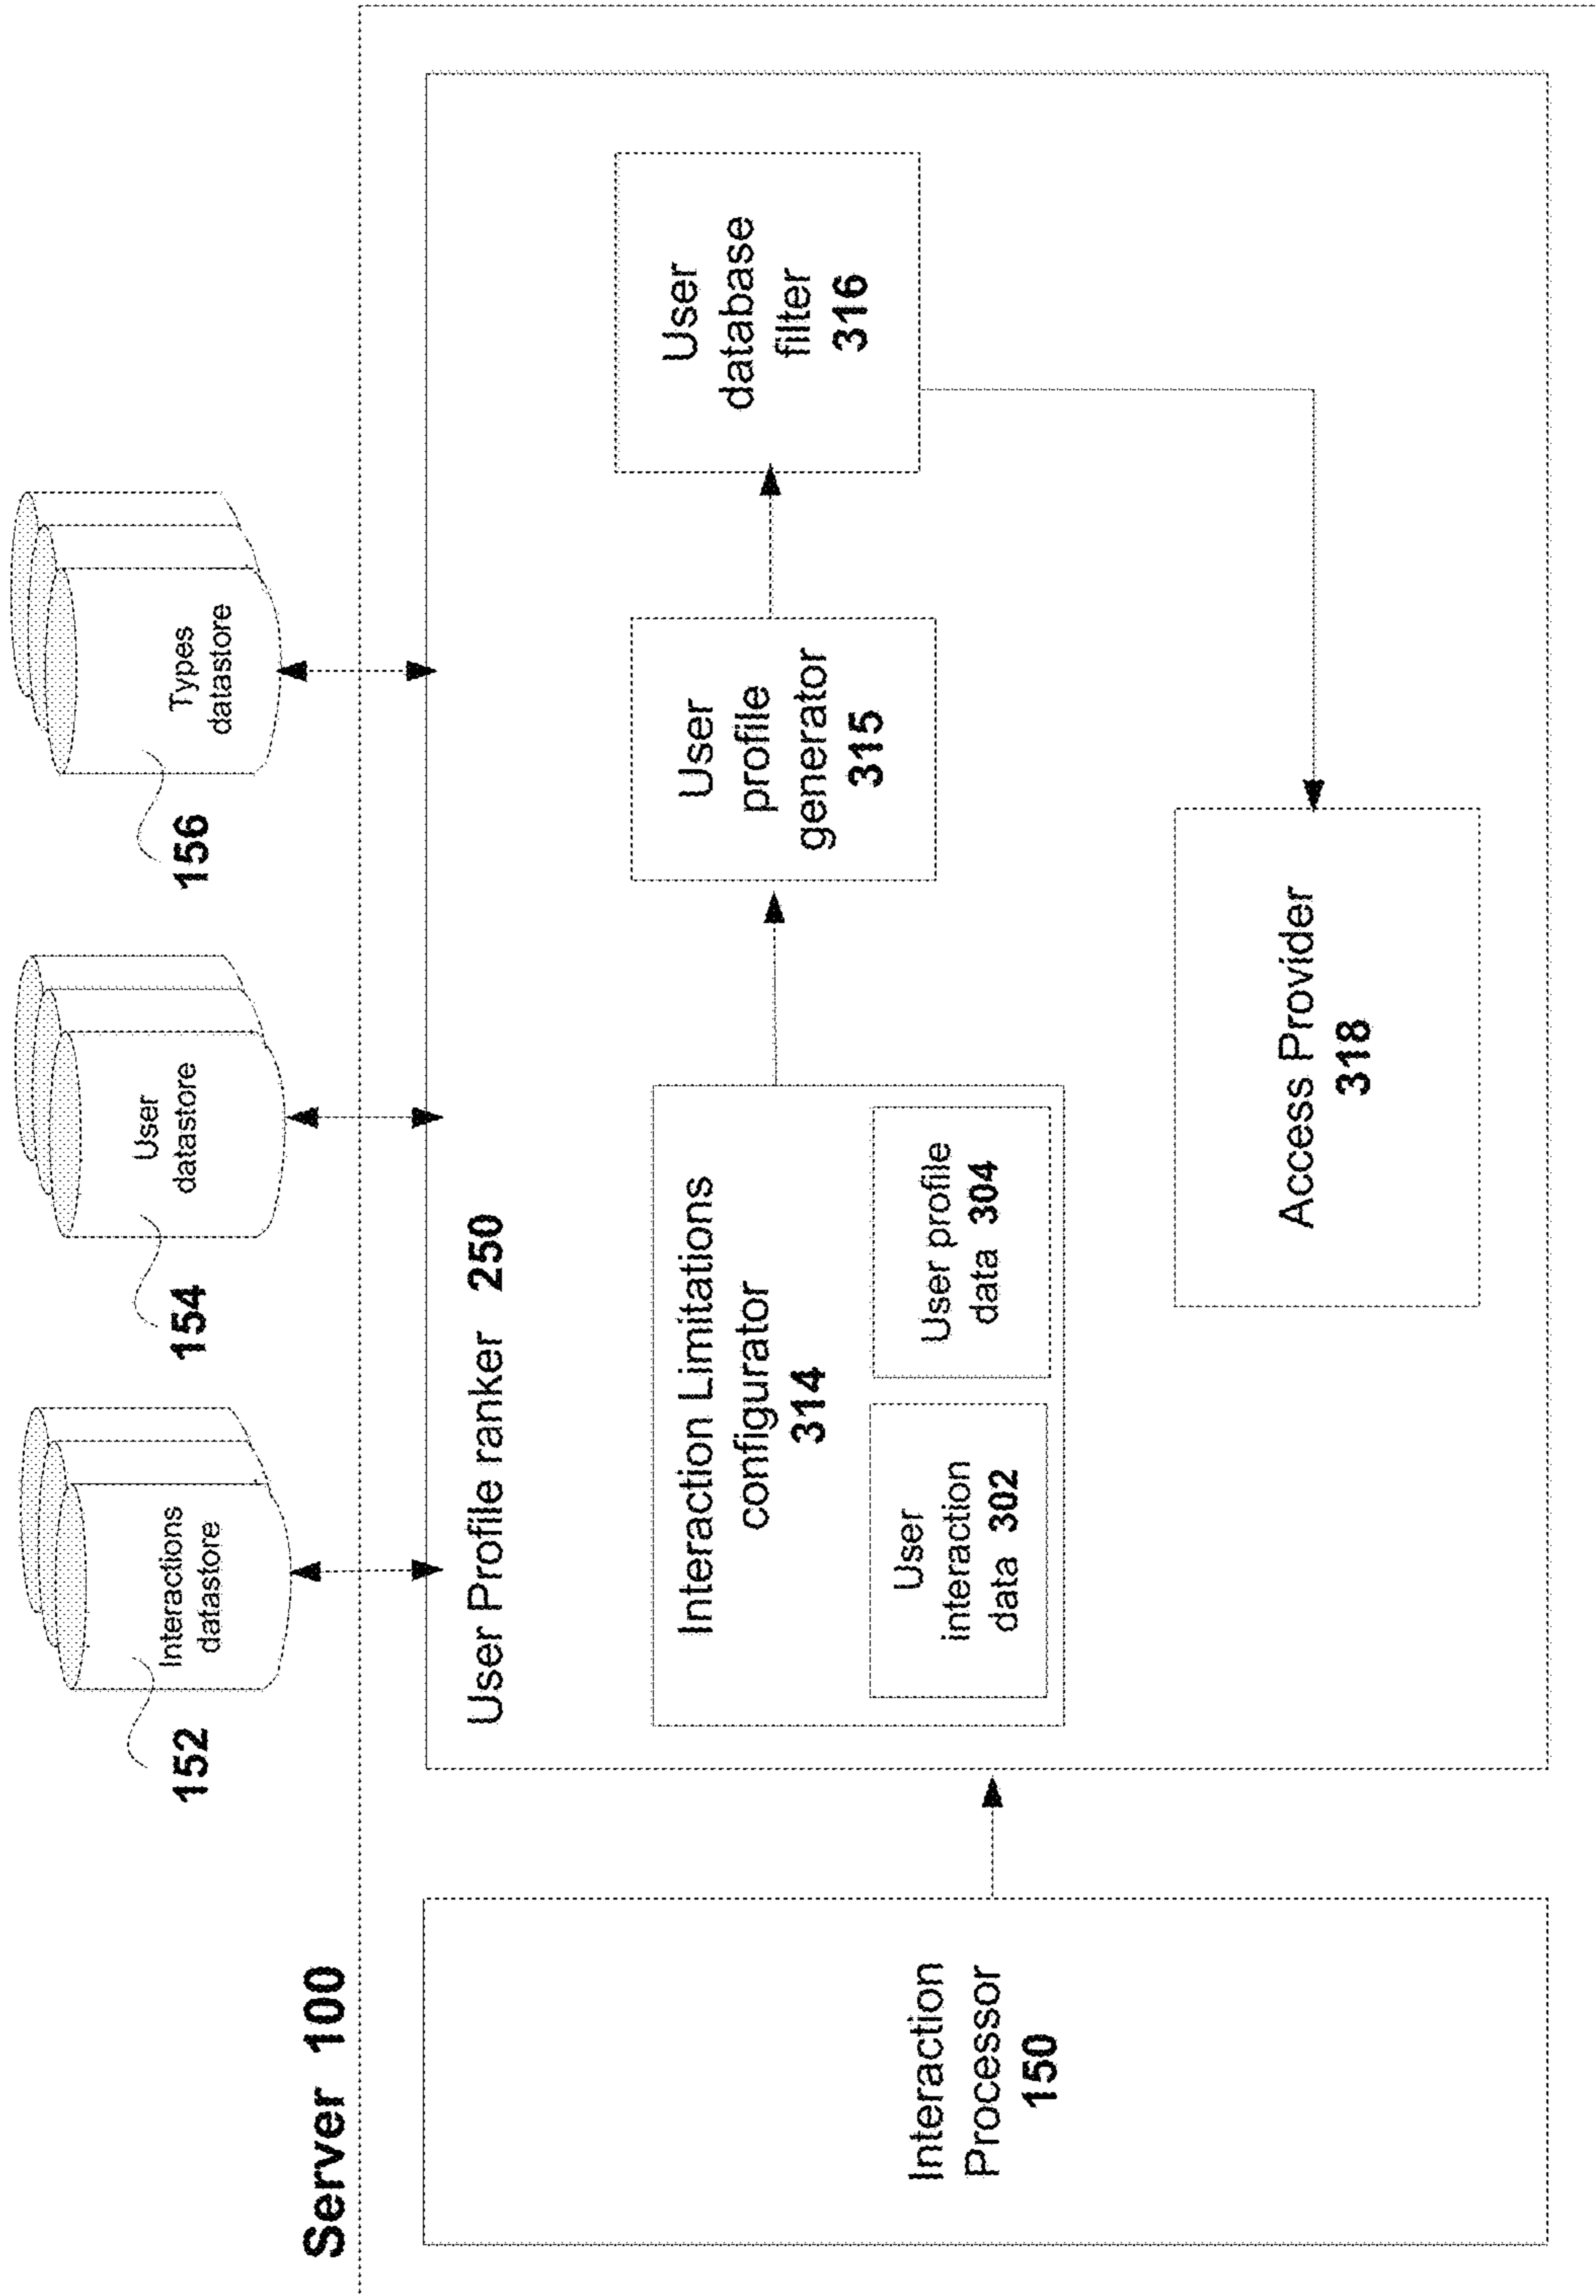 Server 100
152
Interactions
datastore
154
User
datastore
156
Types
datastore
Interaction
Processor
150
User Profile ranker 250
Interaction Limitations
configurator
314
User
interaction
data 302
User profile
data 304
User
profile
generator
315
User
database
filter
316
Access Provider
318